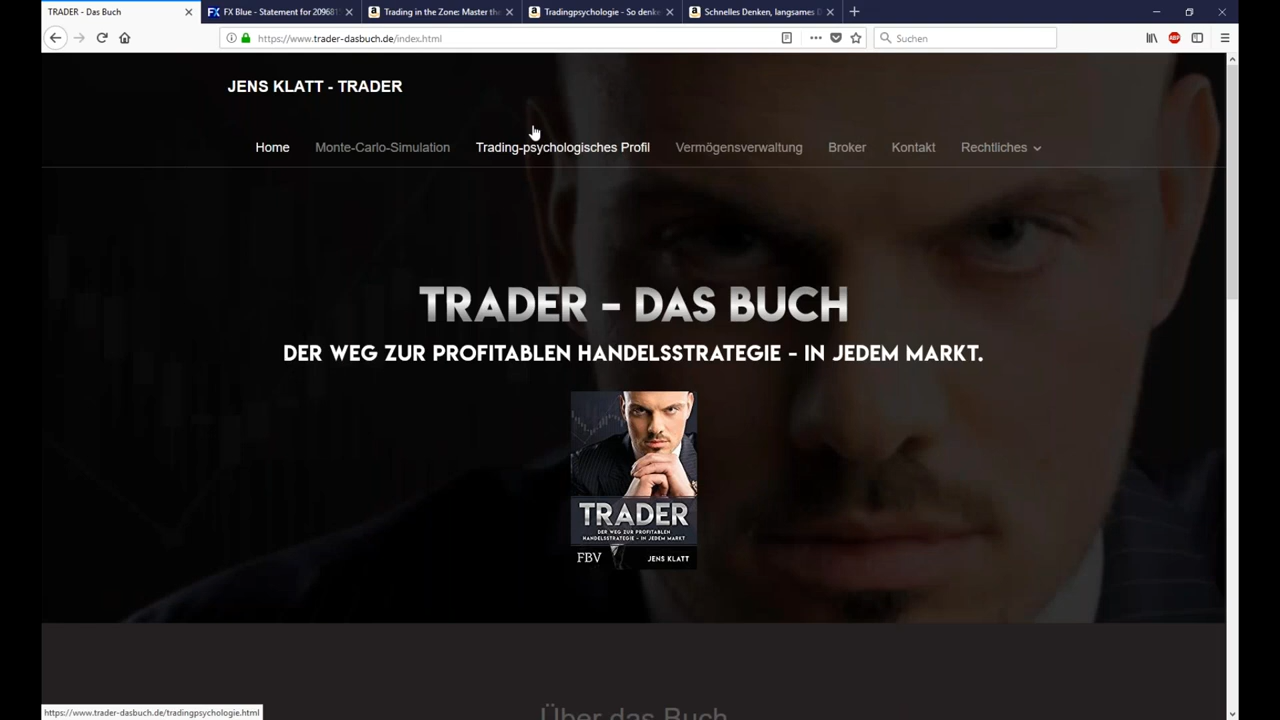 TRADER - Das Buch
FX Blue - Statement for 209681
Trading in the Zone: Master the
Tradingpsychologie - So denke
Schnelles Denken, langsames D
https://www.trader-dasbuch.de/index.html
Suchen
ABP
JENS KLATT - TRADER
Home
Monte-Carlo-Simulation
Trading-psychologisches Profil
Vermögensverwaltung
Broker
Kontakt
Rechtliches
TRADER - DAS BUCH
DER WEG ZUR PROFITABLEN HANDELSSTRATEGIE - IN JEDEM MARKT.
TRADER
DER WEG ZUR PROFITABLEN
HANDELSSTRATEGIE - IN JEDEM MARKT
FBV
JENS KLATT
Über das Buch
https://www.trader-dasbuch.de/tradingpsychologie.html